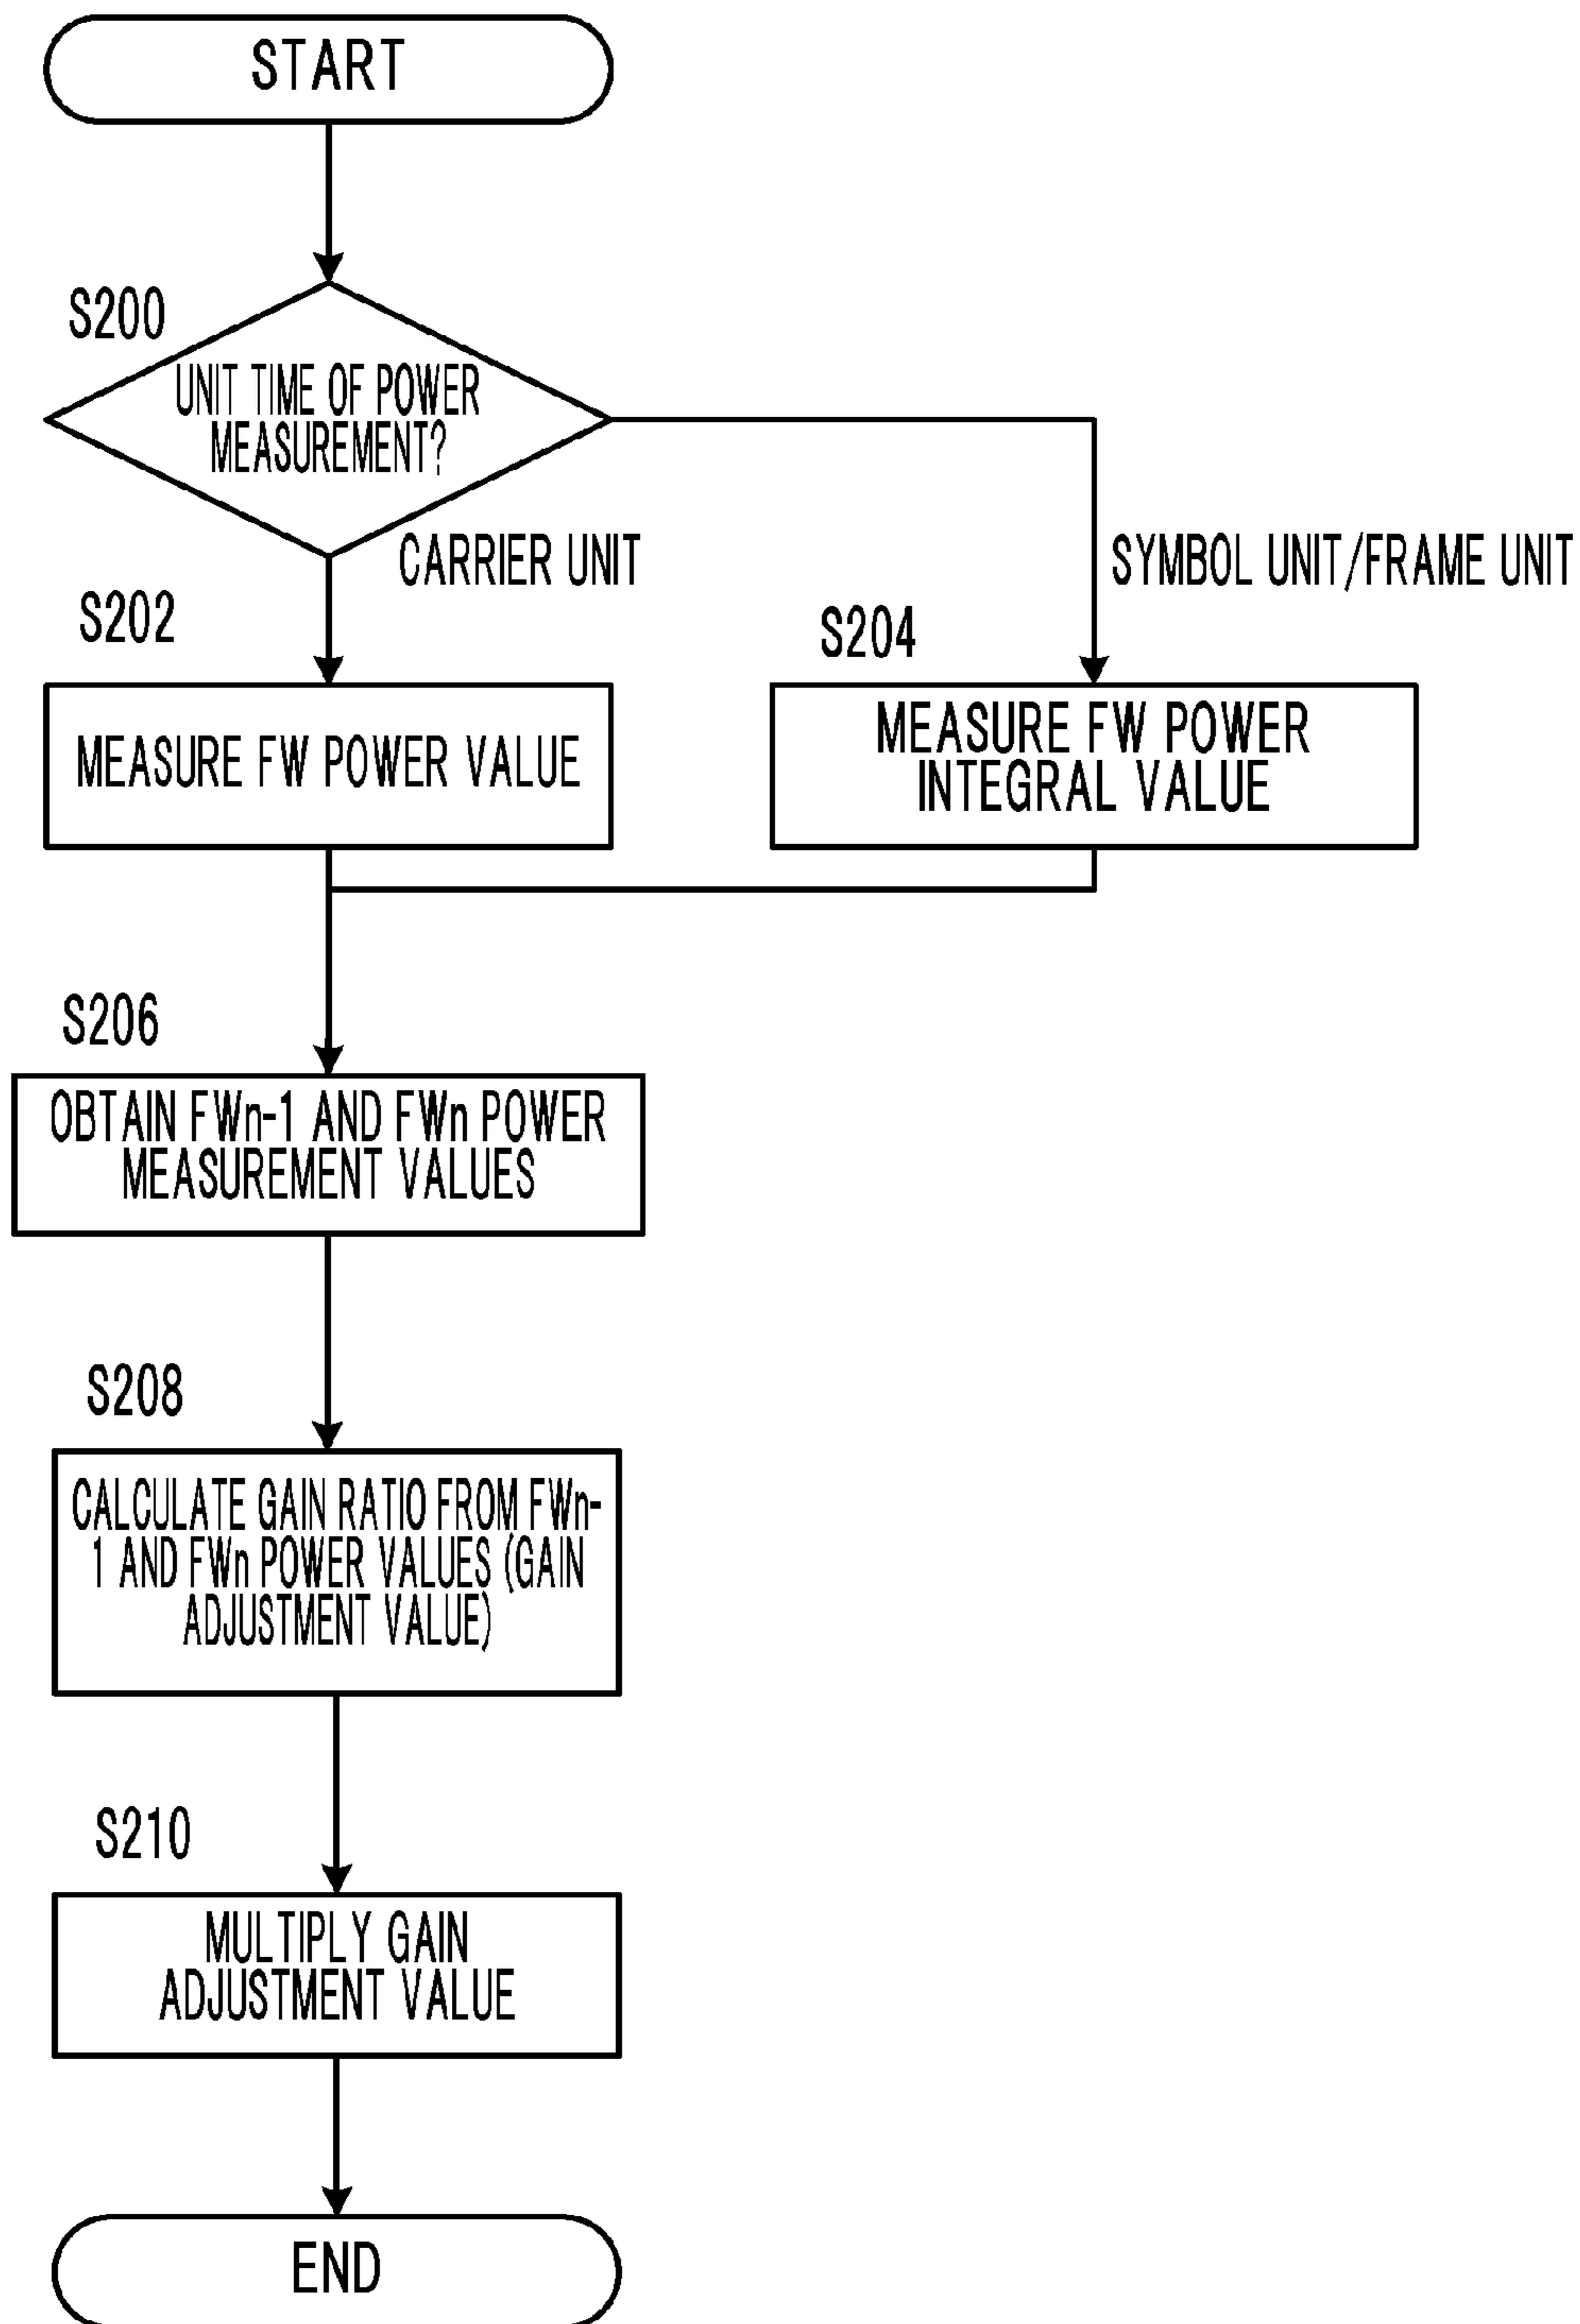 START
S200
UNIT TIME OF POWER
MEASUREMENT?
CARRIER UNIT
SYMBOL UNIT/FRAME UNIT
S202
S204
MEASURE FW POWER VALUE
MEASURE FW POWER
INTEGRAL VALUE
S206
OBTAIN FWn-1 AND FWn POWER
MEASUREMENT VALUES
S208
CALCULATE GAIN RATIO FROM FWn-
1 AND FWn POWER VALUES (GAIN
ADJUSTMENT VALUE)
S210
MULTIPLY GAIN
ADJUSTMENT VALUE
END